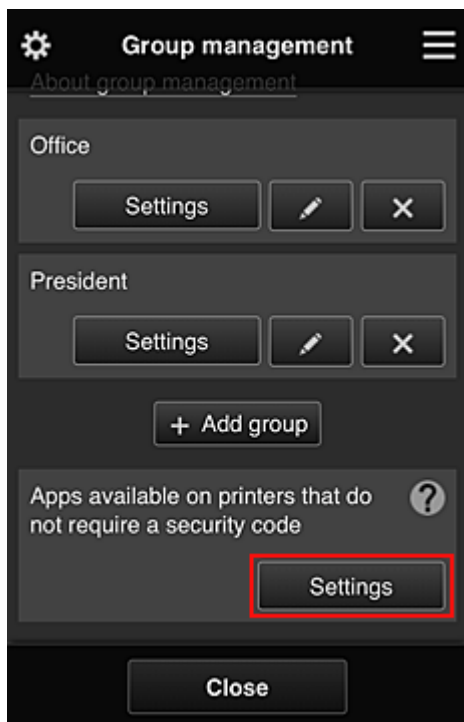 Group management
About group management
Office
Settings
President
Settings
+ Add group
Apps available on printers that do
not require a security code
?
Settings
Close